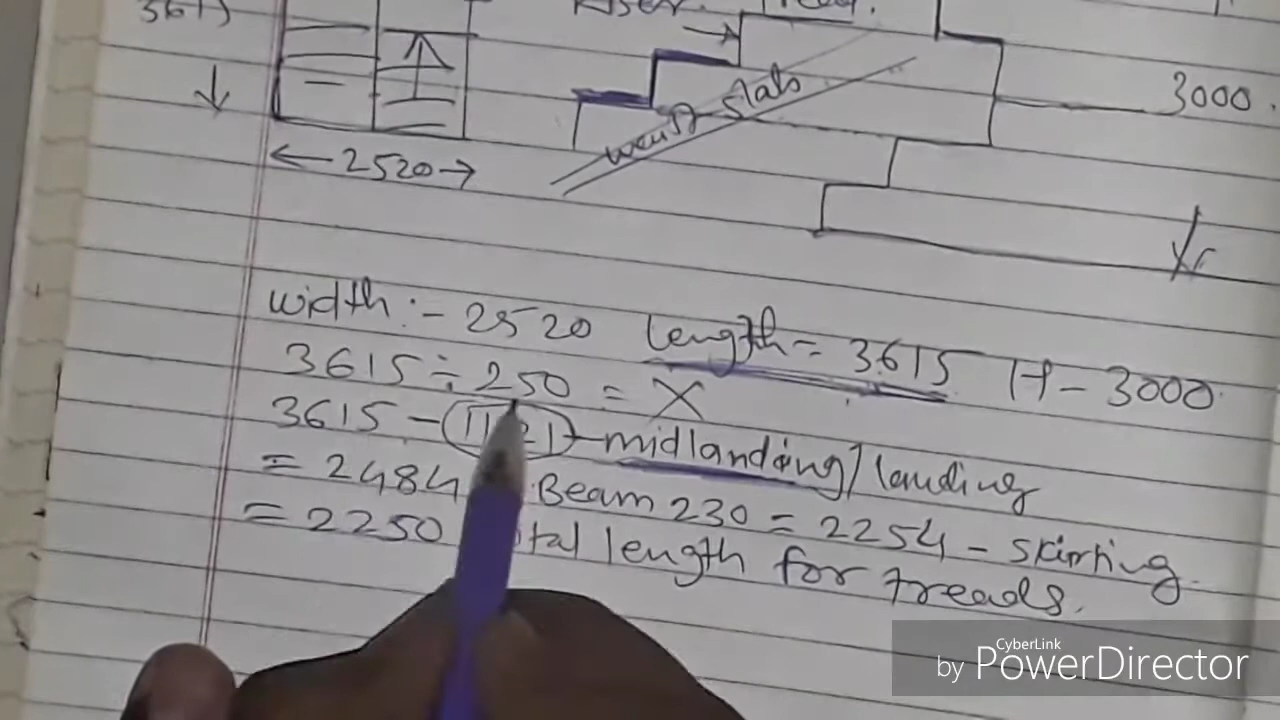 3615
3000
waist slab
2520
width :- 2520 length = 3615 H - 3000
3615 ÷ 250 = X
3615 - midlanding/landing
= 2484 Beam 230 = 2254 - skirting
= 2250 length for treads.
CyberLink
by PowerDirector